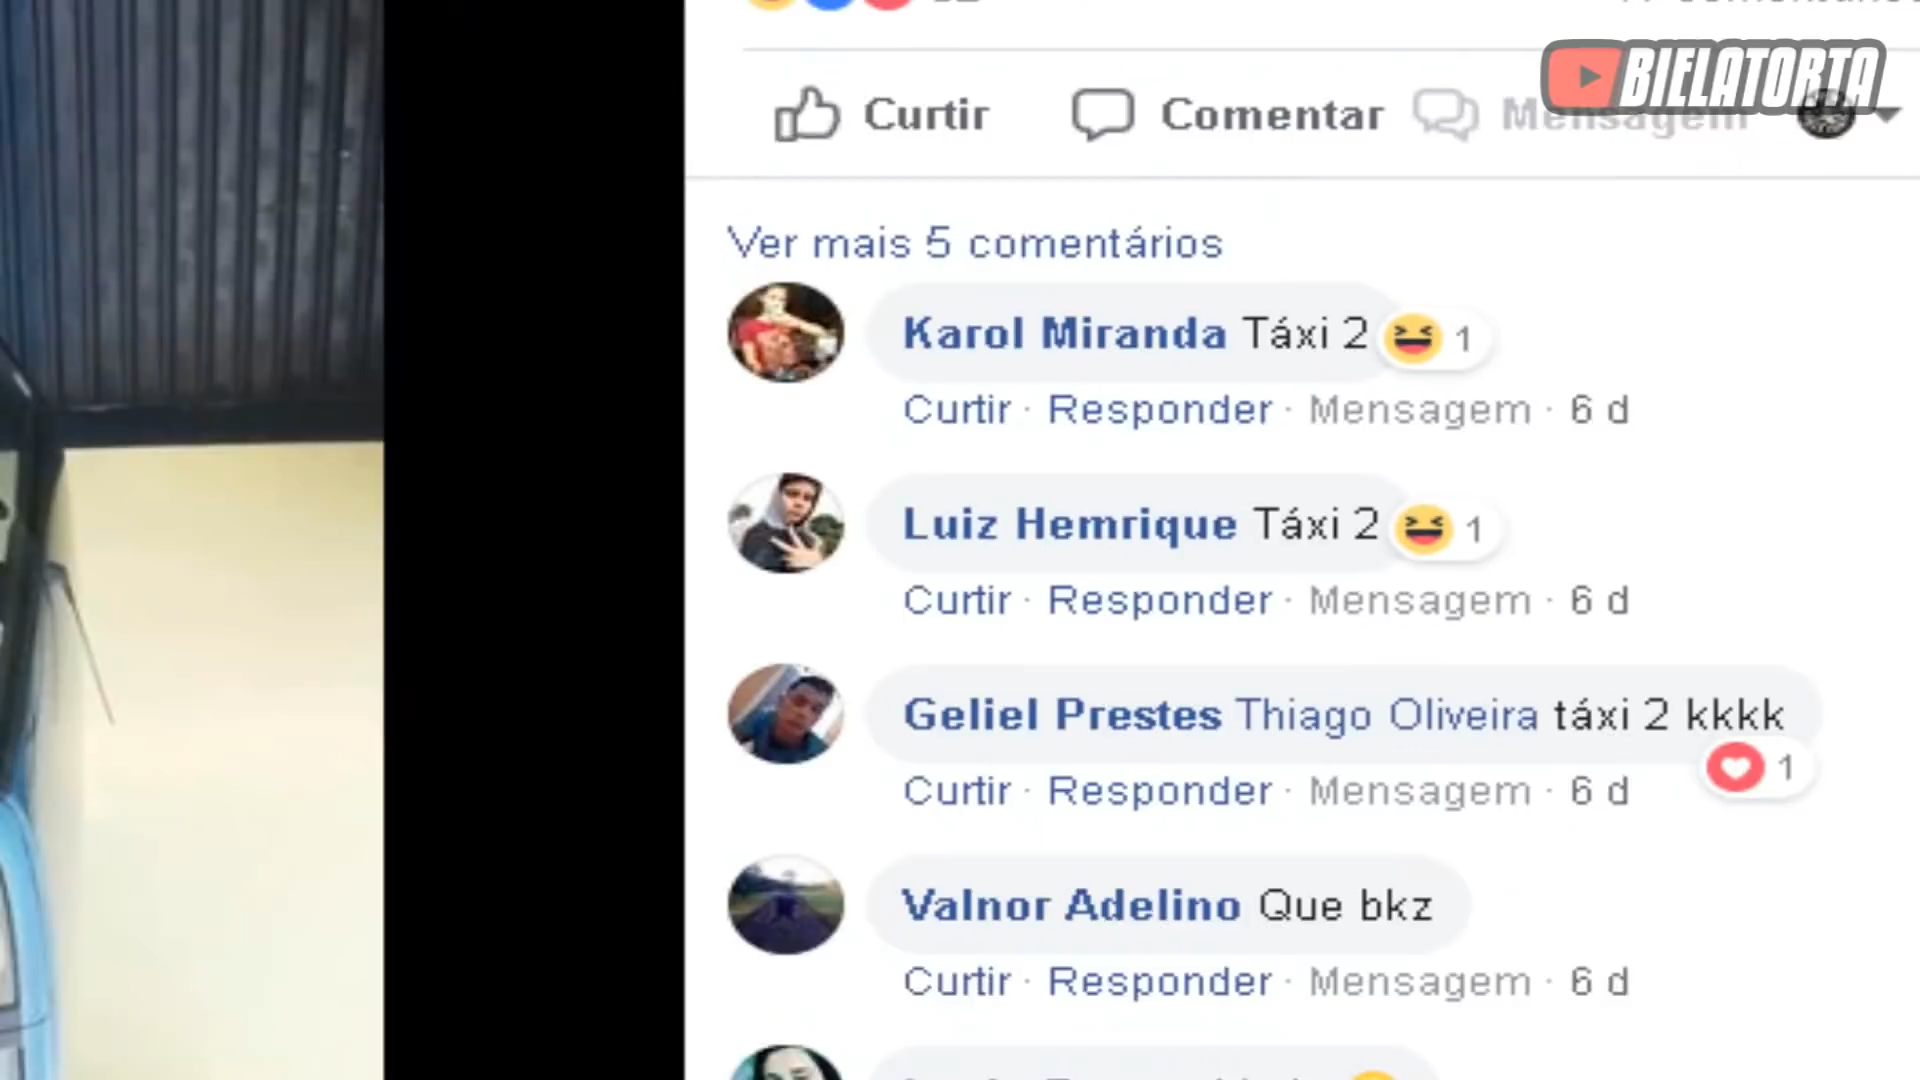 BIELATORTA
Curtir Comentar Mensagem
Ver mais 5 comentários
Karol Miranda Táxi 2 1
Curtir · Responder · Mensagem · 6 d
Luiz Hemrique Táxi 2 1
Curtir · Responder · Mensagem · 6 d
Geliel Prestes Thiago Oliveira táxi 2 kkkk
1
Curtir · Responder · Mensagem · 6 d
Valnor Adelino Que bkz
Curtir · Responder · Mensagem · 6 d